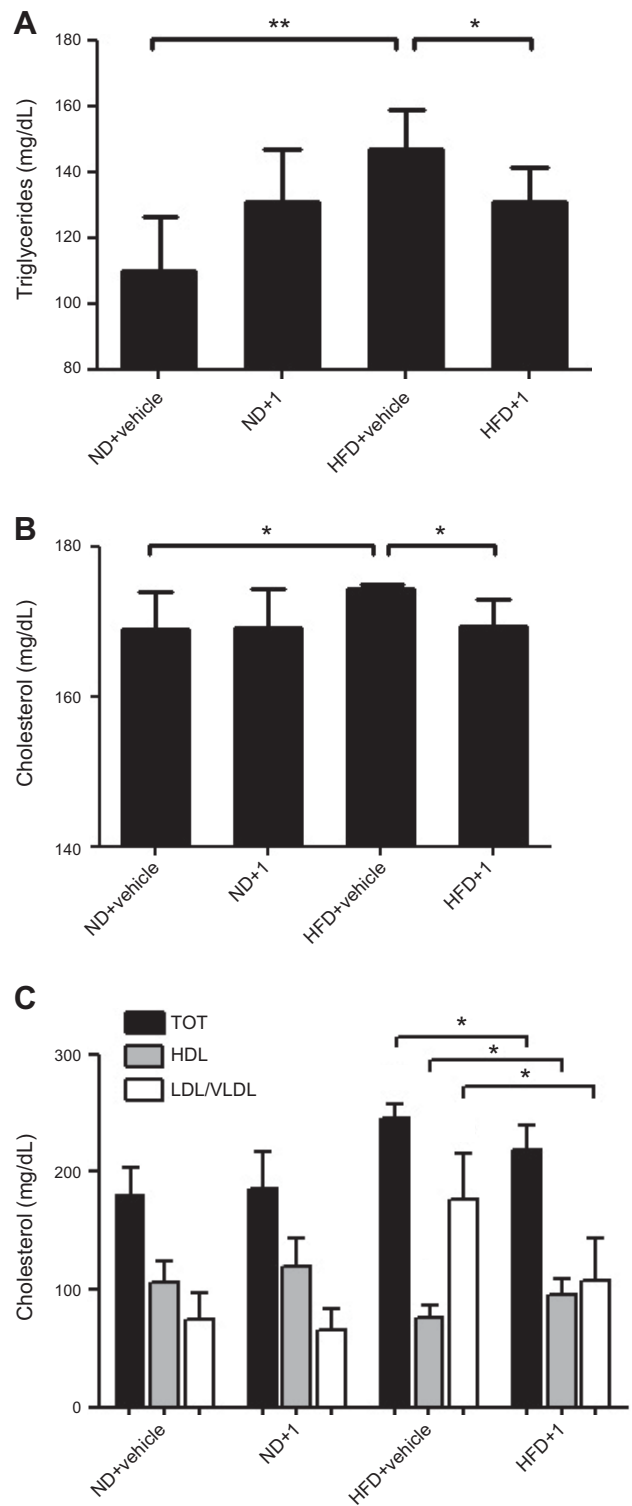 A
** *
Triglycerides (mg/dL)
180
160
140
120
100
80
ND+vehicle
ND+1
HFD+vehicle
HFD+1
B
* *
Cholesterol (mg/dL)
180
160
140
ND+vehicle
ND+1
HFD+vehicle
HFD+1
C
TOT
HDL
LDL/VLDL
*
*
*
Cholesterol (mg/dL)
300
200
100
0
ND+vehicle
ND+1
HFD+vehicle
HFD+1